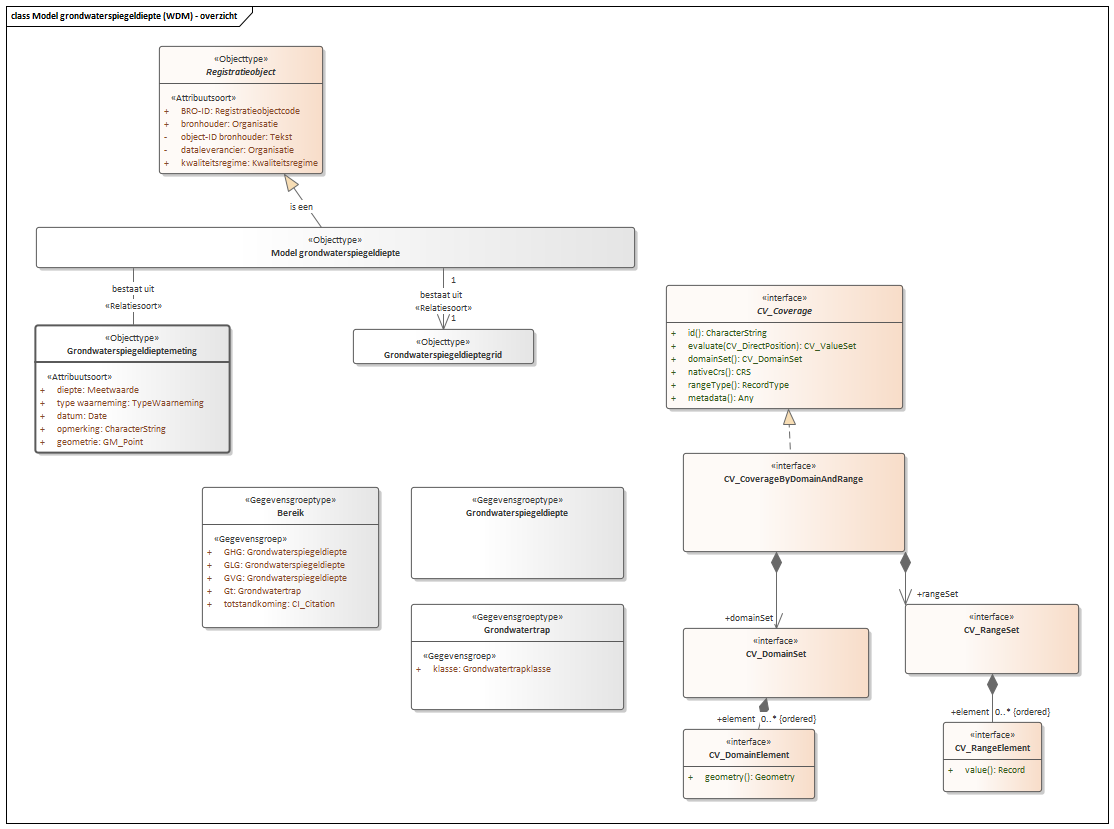 class Model grondwaterspiegeldiepte (WDM) - overzicht
«Objecttype»
Registratieobject
«Attribuutsoort»
+ BRO-ID: Registratieobjectcode
+ bronhouder: Organisatie
- object-ID bronhouder: Tekst
- dataleverancier: Organisatie
+ kwaliteitsregime: Kwaliteitsregime
is een
«Objecttype»
Model grondwaterspiegeldiepte
bestaat uit
«Relatiesoort»
1
bestaat uit
«Relatiesoort»
1
«Objecttype»
Grondwaterspiegeldieptemeting
«Attribuutsoort»
+ diepte: Meetwaarde
+ type waarneming: TypeWaarneming
+ datum: Date
+ opmerking: CharacterString
+ geometrie: GM_Point
«Objecttype»
Grondwaterspiegeldieptegrid
«interface»
CV_Coverage
+ id(): CharacterString
+ evaluate(CV_DirectPosition): CV_ValueSet
+ domainSet(): CV_DomainSet
+ nativeCrs(): CRS
+ rangeType(): RecordType
+ metadata(): Any
«interface»
CV_CoverageByDomainAndRange
«Gegevensgroeptype»
Bereik
«Gegevensgroep»
+ GHG: Grondwaterspiegeldiepte
+ GLG: Grondwaterspiegeldiepte
+ GVG: Grondwaterspiegeldiepte
+ Gt: Grondwatertrap
+ totstandkoming: CI_Citation
«Gegevensgroeptype»
Grondwaterspiegeldiepte
«Gegevensgroeptype»
Grondwatertrap
«Gegevensgroep»
+ klasse: Grondwatertrapklasse
+domainSet
+rangeSet
«interface»
CV_DomainSet
«interface»
CV_RangeSet
+element 0..* {ordered}
+element 0..* {ordered}
«interface»
CV_DomainElement
+ geometry(): Geometry
«interface»
CV_RangeElement
+ value(): Record